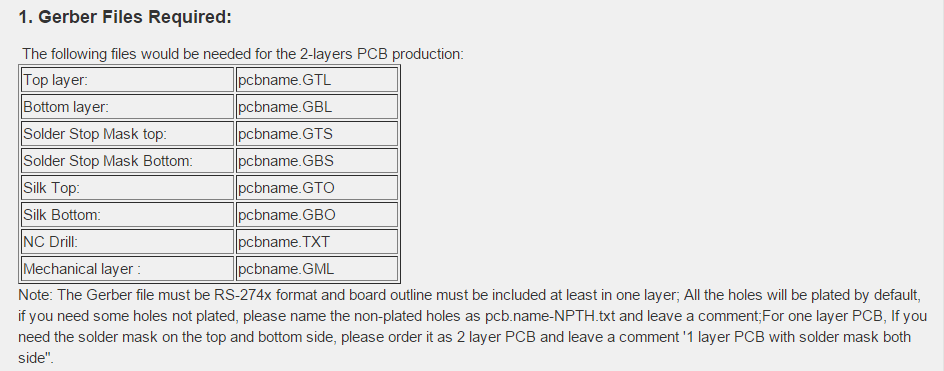 1. Gerber Files Required:
The following files would be needed for the 2-layers PCB production:
Top layer: pcbname.GTL
Bottom layer: pcbname.GBL
Solder Stop Mask top: pcbname.GTS
Solder Stop Mask Bottom: pcbname.GBS
Silk Top: pcbname.GTO
Silk Bottom: pcbname.GBO
NC Drill: pcbname.TXT
Mechanical layer : pcbname.GML
Note: The Gerber file must be RS-274x format and board outline must be included at least in one layer; All the holes will be plated by default,
if you need some holes not plated, please name the non-plated holes as pcb.name-NPTH.txt and leave a comment;For one layer PCB, If you
need the solder mask on the top and bottom side, please order it as 2 layer PCB and leave a comment '1 layer PCB with solder mask both
side".